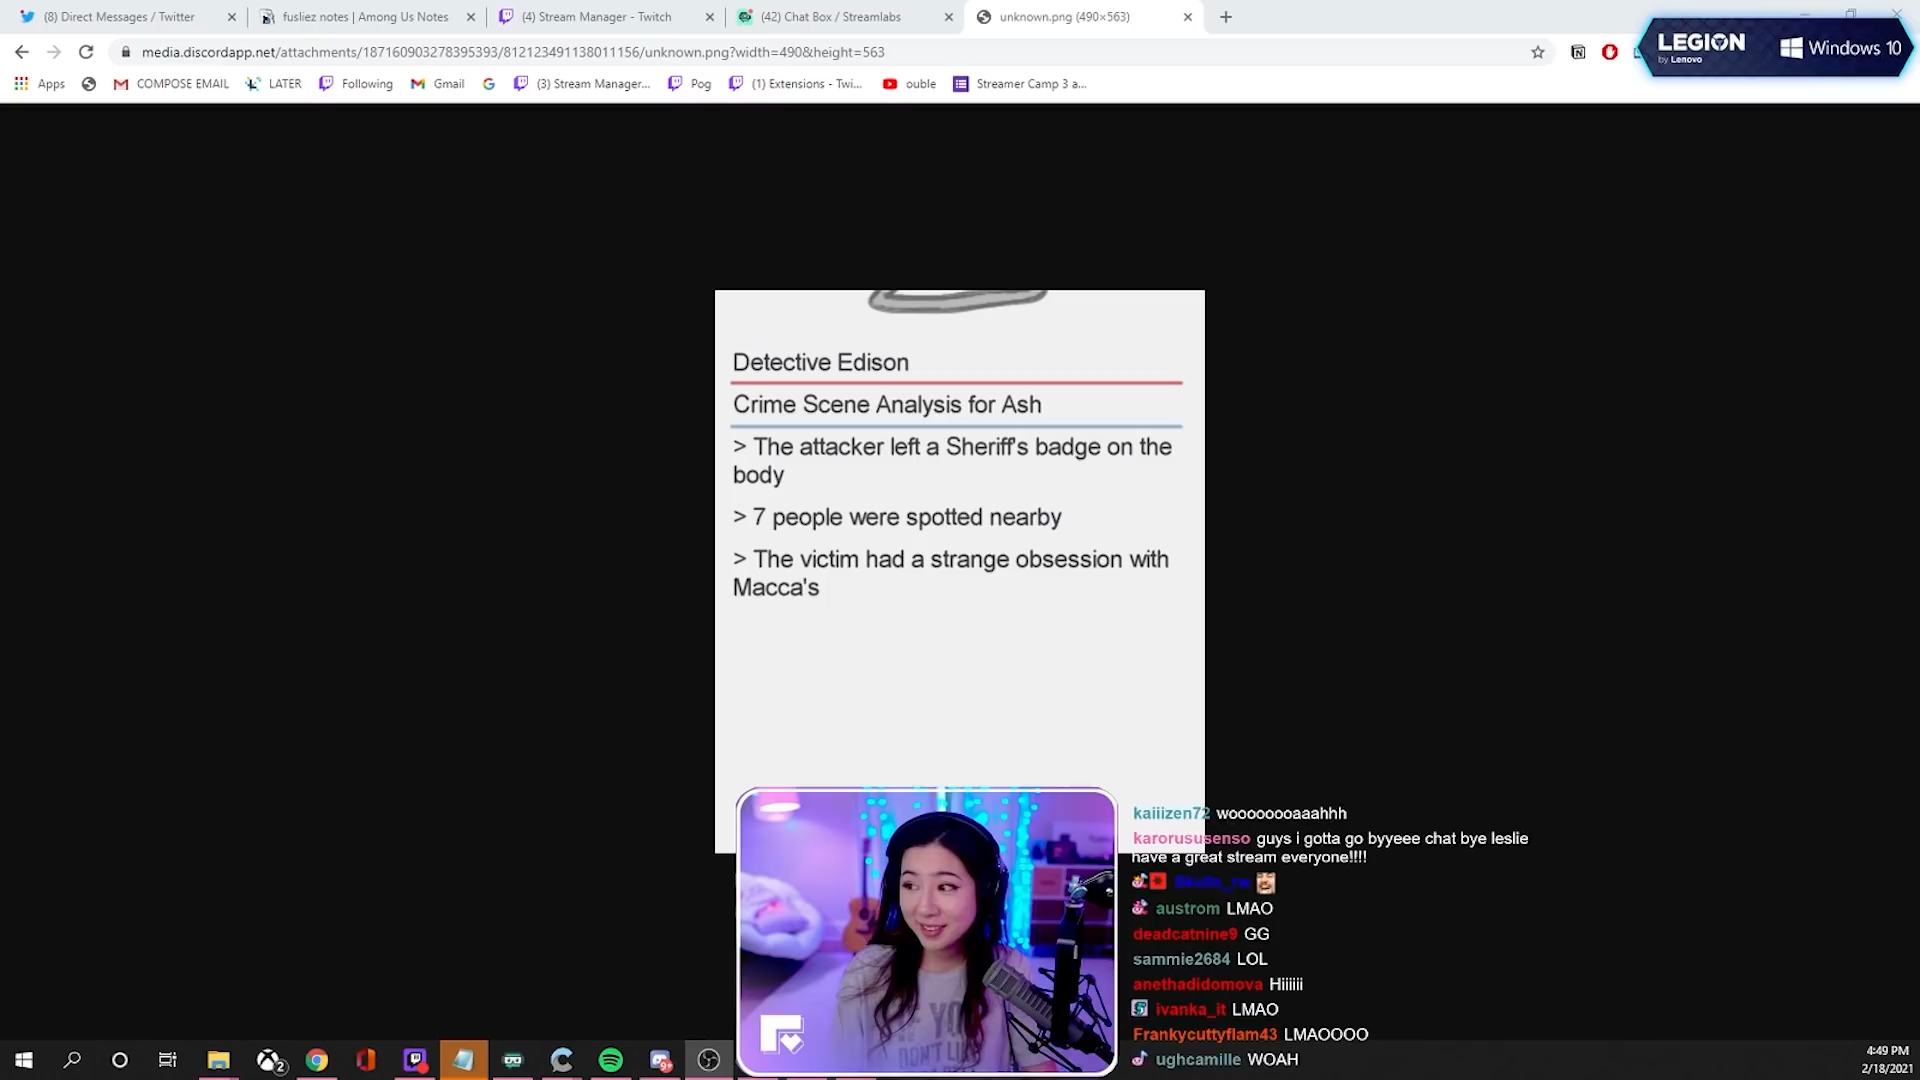 (8) Direct Messages / Twitter
fusliez notes | Among Us Notes
(4) Stream Manager - Twitch
(42) Chat Box / Streamlabs
unknown.png (490×563)
media.discordapp.net/attachments/187160903278395393/812123491138011156/unknown.png?width=490&height=563
LEGION
by Lenovo
Windows 10
Apps
COMPOSE EMAIL
LATER
Following
Gmail
(3) Stream Manager...
Pog
(1) Extensions - Twi...
ouble
Streamer Camp 3 a...
Detective Edison
Crime Scene Analysis for Ash
> The attacker left a Sheriff's badge on the
body
> 7 people were spotted nearby
> The victim had a strange obsession with
Macca's
kaiiizen72 woooooooaaahhh
karorususenso guys i gotta go byyeee chat bye leslie
have a great stream everyone!!!!
austrom LMAO
deadcatnine9 GG
sammie2684 LOL
anethadidomova Hiiiiii
ivanka_it LMAO
Frankycuttyflam43 LMAOOOO
ughcamille WOAH
2
9+
4:49 PM
2/18/2021